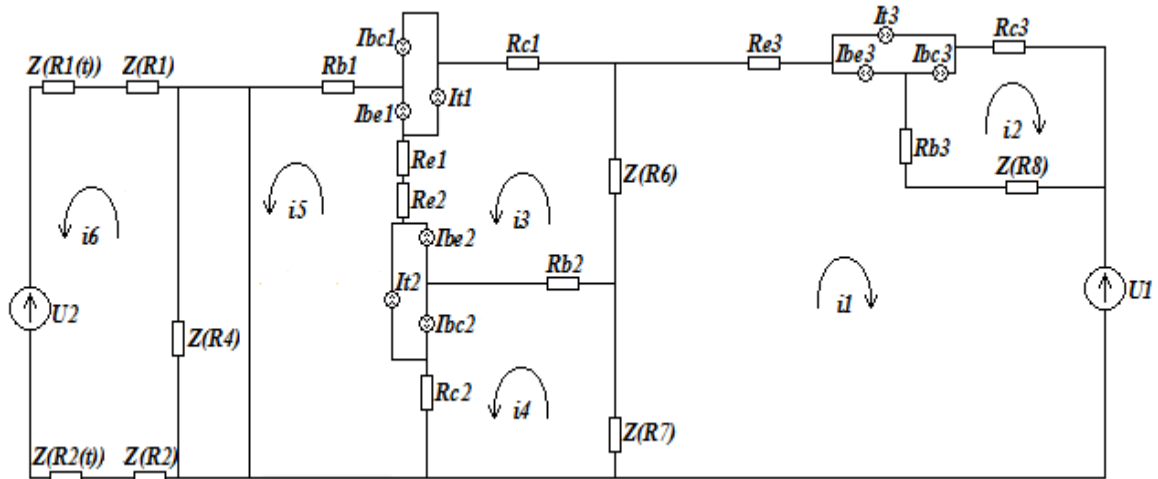 It3
Ibc1
Rc1
Re3
Rc3
Ibe3
Ibc3
Z(R1(t))
Z(R1)
Rb1
It1
Ibe1
i2
Rb3
Re1
Z(R6)
Z(R8)
Re2
i5
i3
i6
Ibe2
Rb2
It2
U2
i1
U1
Z(R4)
Ibc2
Rc2
i4
Z(R7)
Z(R2(t))
Z(R2)